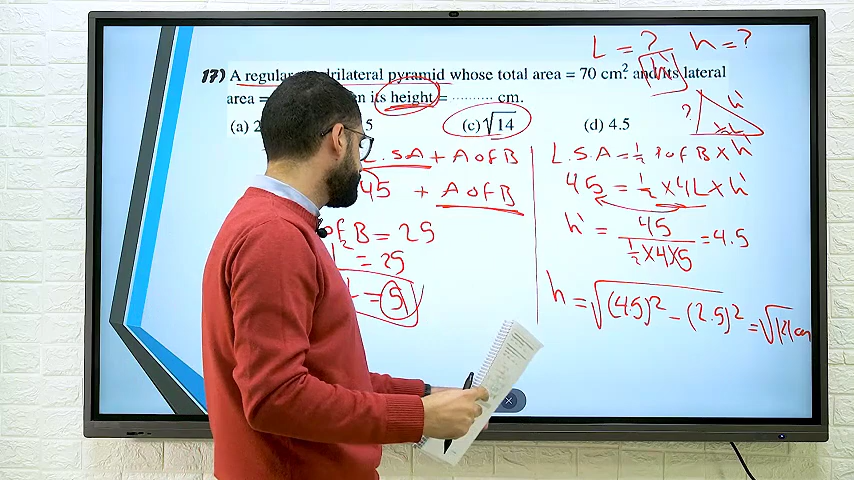 L = ? h = ?
17) A regular quadrilateral pyramid whose total area = 70 cm². and its lateral
h'
area = its height = .......... cm.
(a) 2 5 (c) √14 (d) 4.5
? h'
L.S.A + A of B
L.S.A = ½ P of B × h'
45 + A of B
45 = ½ × 4L × h'
of B = 25
h' = 45 / ½×4×5 = 4.5
² = 25
= 5
h = √(4.5)² - (2.5)² = √14 cm